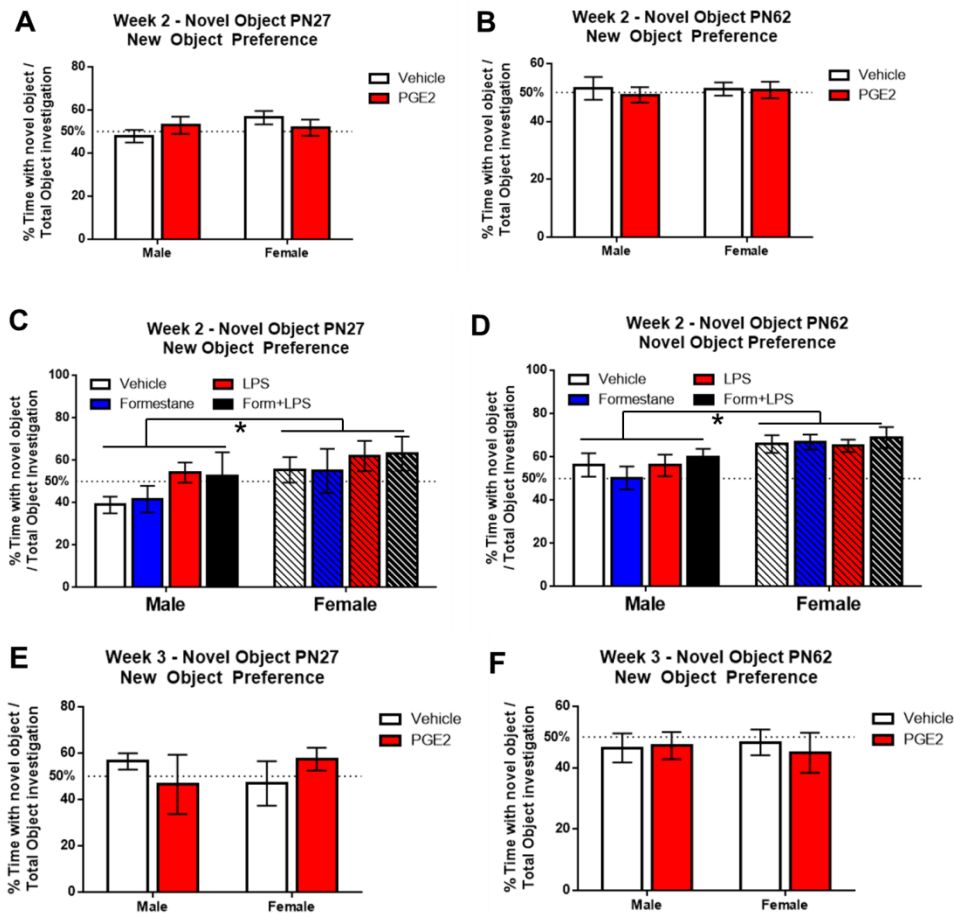 A
Week 2 - Novel Object PN27
New Object Preference
% Time with novel object /
Total Object investigation
80
60
50%
40
20
0
Male
Female
Vehicle
PGE2
B
Week 2 - Novel Object PN62
New Object Preference
% Time with novel object /
Total Object investigation
60
50%
40
20
0
Male
Female
Vehicle
PGE2
C
Week 2 - Novel Object PN27
New Object Preference
% Time with novel object
/ Total Object Investigation
100
80
60
50%
40
20
0
Vehicle
LPS
Formestane
Form+LPS
*
Male
Female
D
Week 2 - Novel Object PN62
Novel Object Preference
% Time with novel object
/ Total Object Investigation
100
80
60
50%
40
20
0
Vehicle
LPS
Formestane
Form+LPS
*
Male
Female
E
Week 3 - Novel Object PN27
New Object Preference
% Time with novel object /
Total Object investigation
80
60
50%
40
20
0
Male
Female
Vehicle
PGE2
F
Week 3 - Novel Object PN62
New Object Preference
% Time with novel object /
Total Object investigation
60
50%
40
20
0
Male
Female
Vehicle
PGE2